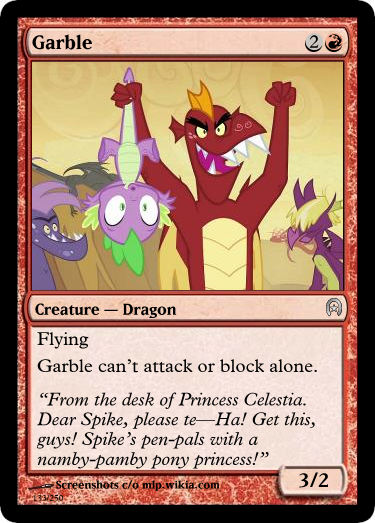 Garble 2
Creature — Dragon
Flying
Garble can't attack or block alone.
“From the desk of Princess Celestia.
Dear Spike, please te—Ha! Get this,
guys! Spike's pen-pals with a
namby-pamby pony princess!”
3/2
Screenshots c/o mlp.wikia.com
133/250